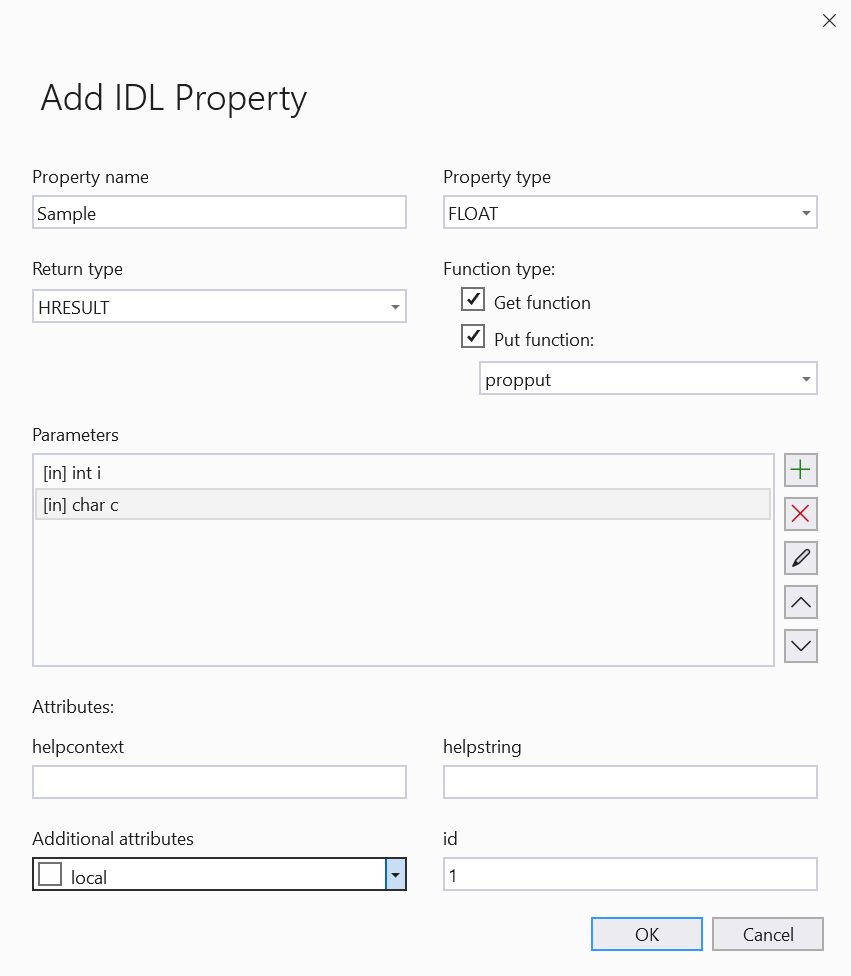 Add IDL Property
Property name
Property type
Sample
FLOAT
Return type
Function type:
HRESULT
Get function
Put function:
propput
Parameters
[in] int i
[in] char c
Attributes:
helpcontext
helpstring
Additional attributes
id
local
1
OK
Cancel